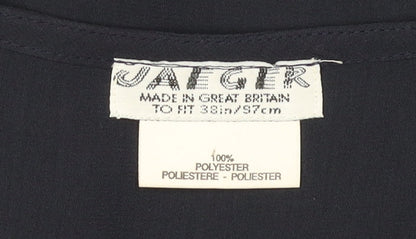 JAEGER
MADE IN GREAT BRITAIN
TO FIT 38in/97cm
100%
POLYESTER
POLIESTERE - POLIESTER